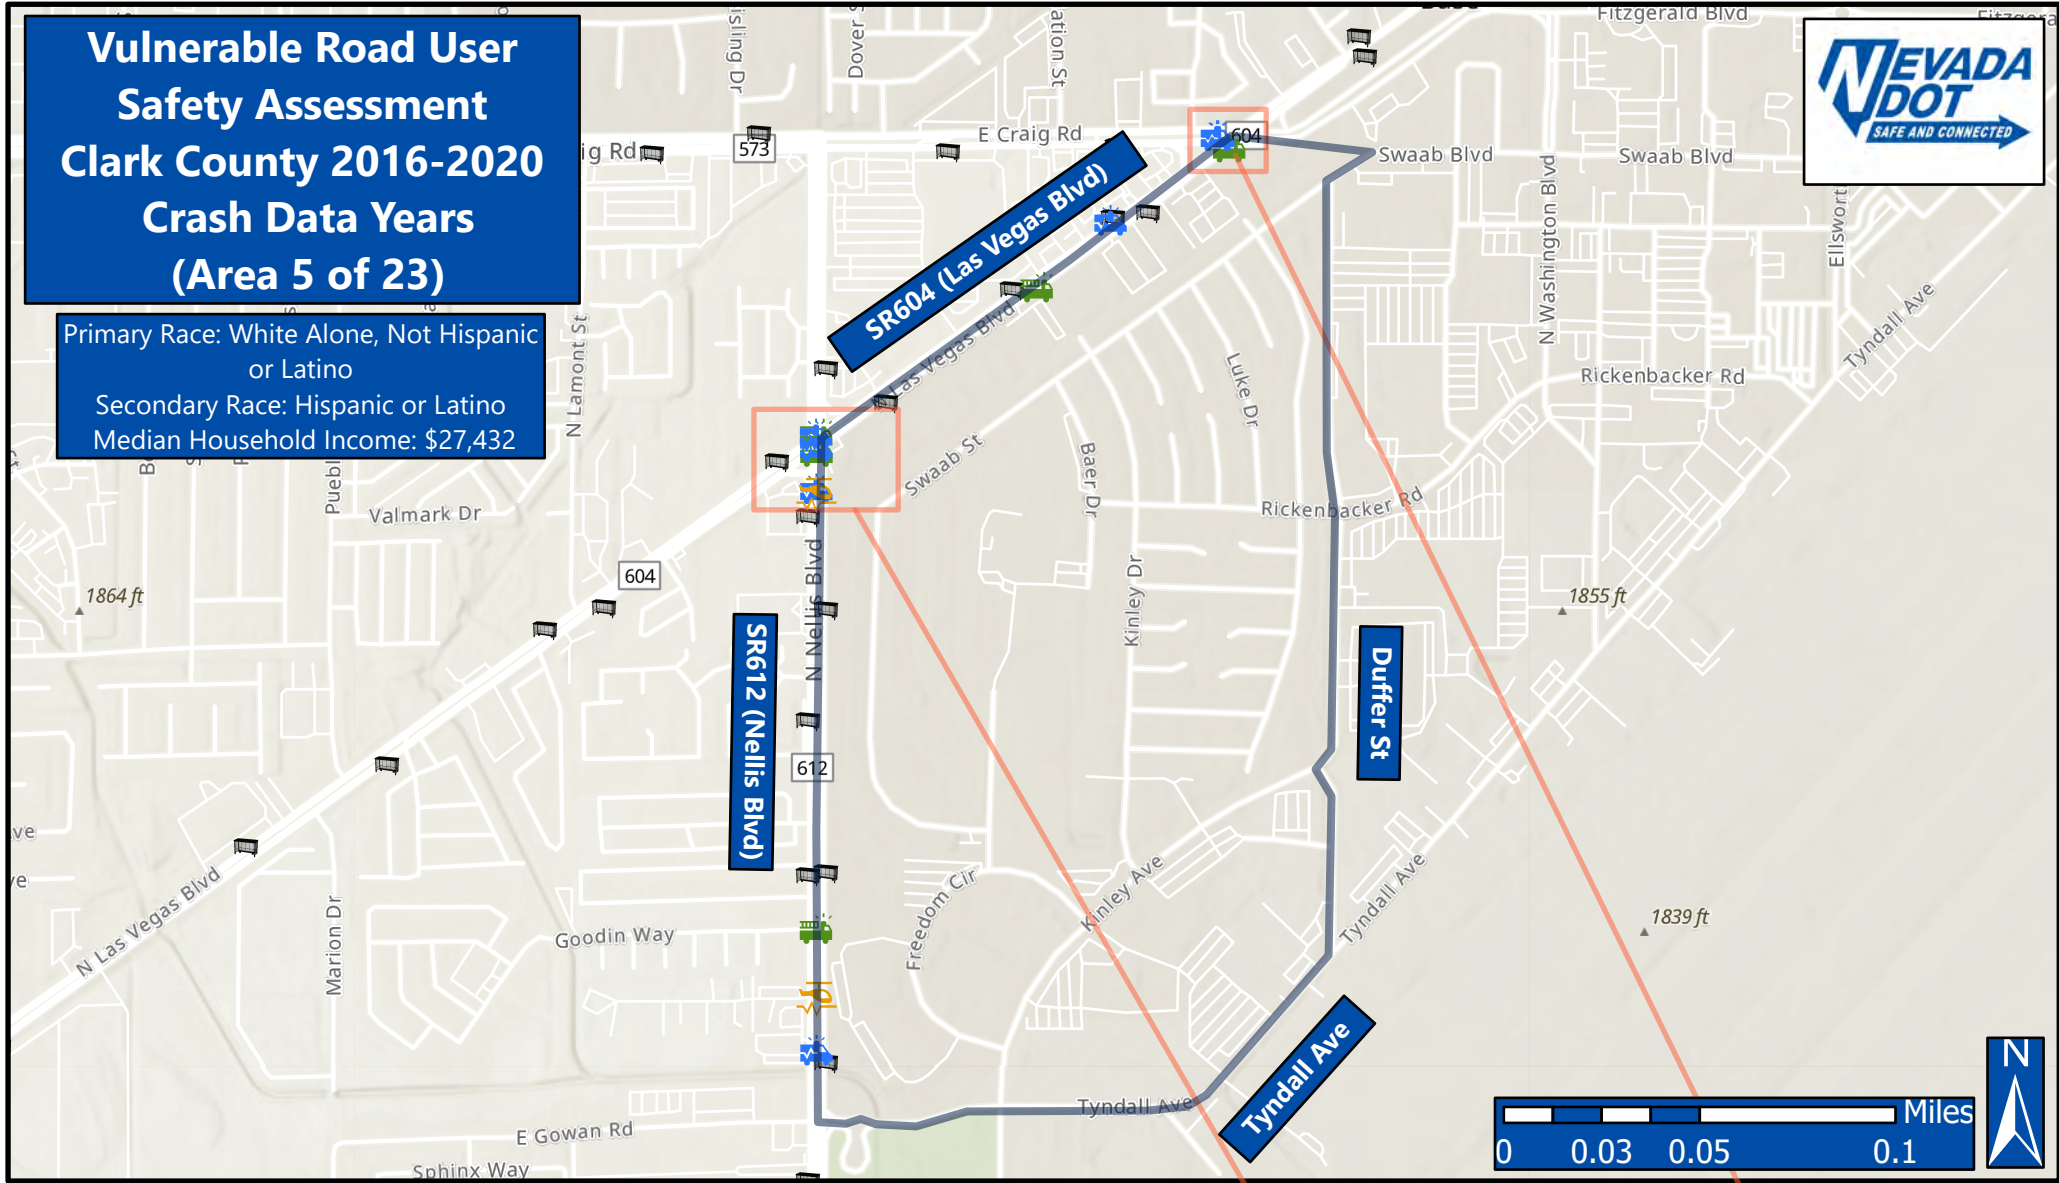 Vulnerable Road User
Safety Assessment
Clark County 2016-2020
Crash Data Years
(Area 5 of 23)
Primary Race: White Alone, Not Hispanic
or Latino
Secondary Race: Hispanic or Latino
Median Household Income: $27,432
NEVADA
DOT
SAFE AND CONNECTED
Fitzgerald Blvd
Dover
573
E Craig Rd
604
Swaab Blvd
Swaab Blvd
N Washington Blvd
Tyndall Ave
SR604 (Las Vegas Blvd)
Las Vegas Blvd
N Lamont St
Luke Dr
Rickenbacker Rd
Swaab St
Baer Dr
Rickenbacker Rd
Valmark Dr
N Nellis Blvd
604
Kinley Dr
1864 ft
1855 ft
SR612 (Nellis Blvd)
Duffer St
612
N Las Vegas Blvd
Marion Dr
Goodin Way
Freedom Cir
Kinley Ave
Tyndall Ave
1839 ft
Tyndall Ave
Tyndall Ave
E Gowan Rd
Sphinx Way
N
Miles
0 0.03 0.05 0.1